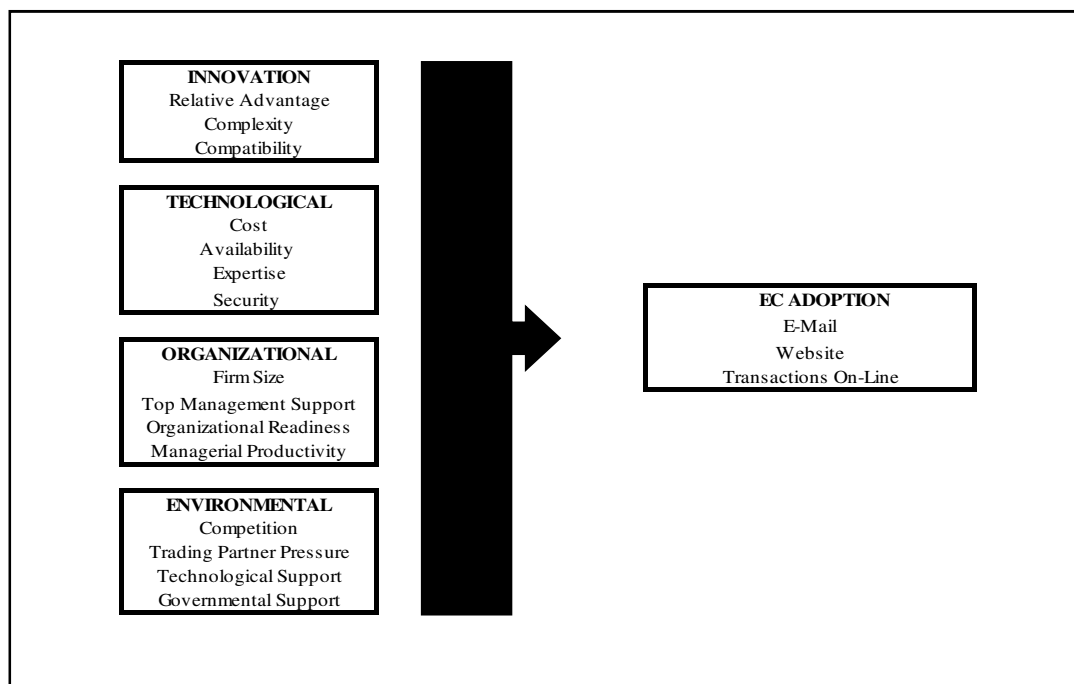 INNOVATION
Relative Advantage
Complexity
Compatibility
TECHNOLOGICAL
Cost
Availability
Expertise
Security
ORGANIZATIONAL
Firm Size
Top Management Support
Organizational Readiness
Managerial Productivity
ENVIRONMENTAL
Competition
Trading Partner Pressure
Technological Support
Governmental Support
EC ADOPTION
E-Mail
Website
Transactions On-Line